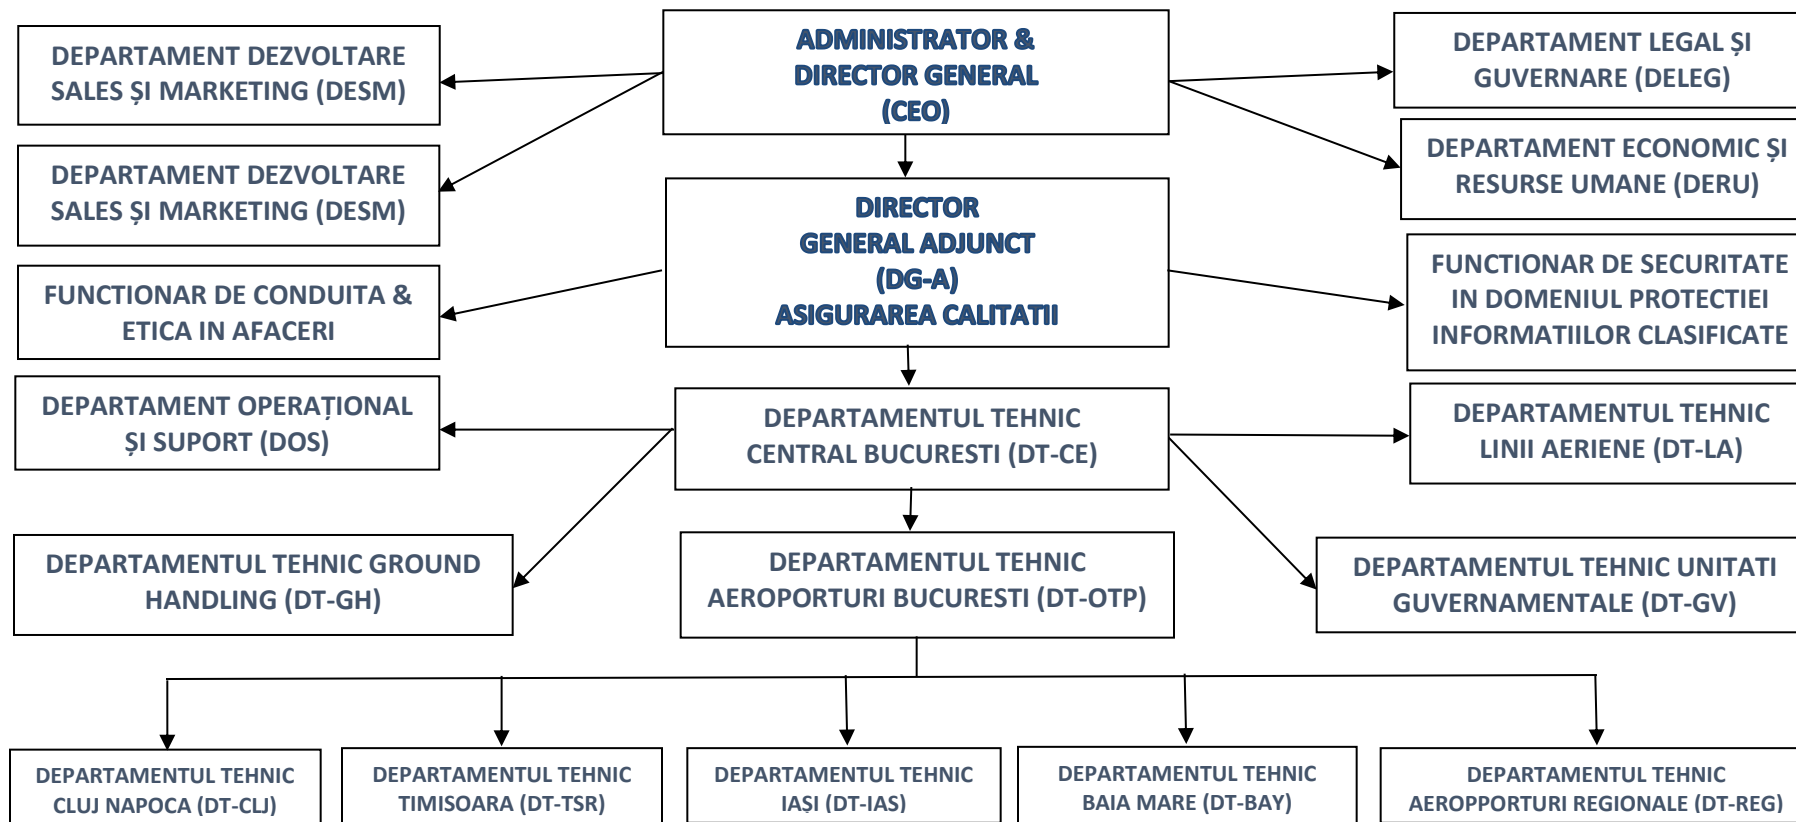 DEPARTAMENT DEZVOLTARE
SALES ȘI MARKETING (DESM)
ADMINISTRATOR &
DIRECTOR GENERAL
(CEO)
DEPARTAMENT LEGAL ȘI
GUVERNARE (DELEG)
DEPARTAMENT DEZVOLTARE
SALES ȘI MARKETING (DESM)
DEPARTAMENT ECONOMIC ȘI
RESURSE UMANE (DERU)
DIRECTOR
GENERAL ADJUNCT
(DG-A)
ASIGURAREA CALITATII
FUNCTIONAR DE CONDUITA &
ETICA IN AFACERI
FUNCTIONAR DE SECURITATE
IN DOMENIUL PROTECTIEI
INFORMATIILOR CLASIFICATE
DEPARTAMENT OPERAȚIONAL
ȘI SUPORT (DOS)
DEPARTAMENTUL TEHNIC
CENTRAL BUCURESTI (DT-CE)
DEPARTAMENTUL TEHNIC
LINII AERIENE (DT-LA)
DEPARTAMENTUL TEHNIC GROUND
HANDLING (DT-GH)
DEPARTAMENTUL TEHNIC
AEROPORTURI BUCURESTI (DT-OTP)
DEPARTAMENTUL TEHNIC UNITATI
GUVERNAMENTALE (DT-GV)
DEPARTAMENTUL TEHNIC
CLUJ NAPOCA (DT-CLJ)
DEPARTAMENTUL TEHNIC
TIMISOARA (DT-TSR)
DEPARTAMENTUL TEHNIC
IAȘI (DT-IAS)
DEPARTAMENTUL TEHNIC
BAIA MARE (DT-BAY)
DEPARTAMENTUL TEHNIC
AEROPPORTURI REGIONALE (DT-REG)